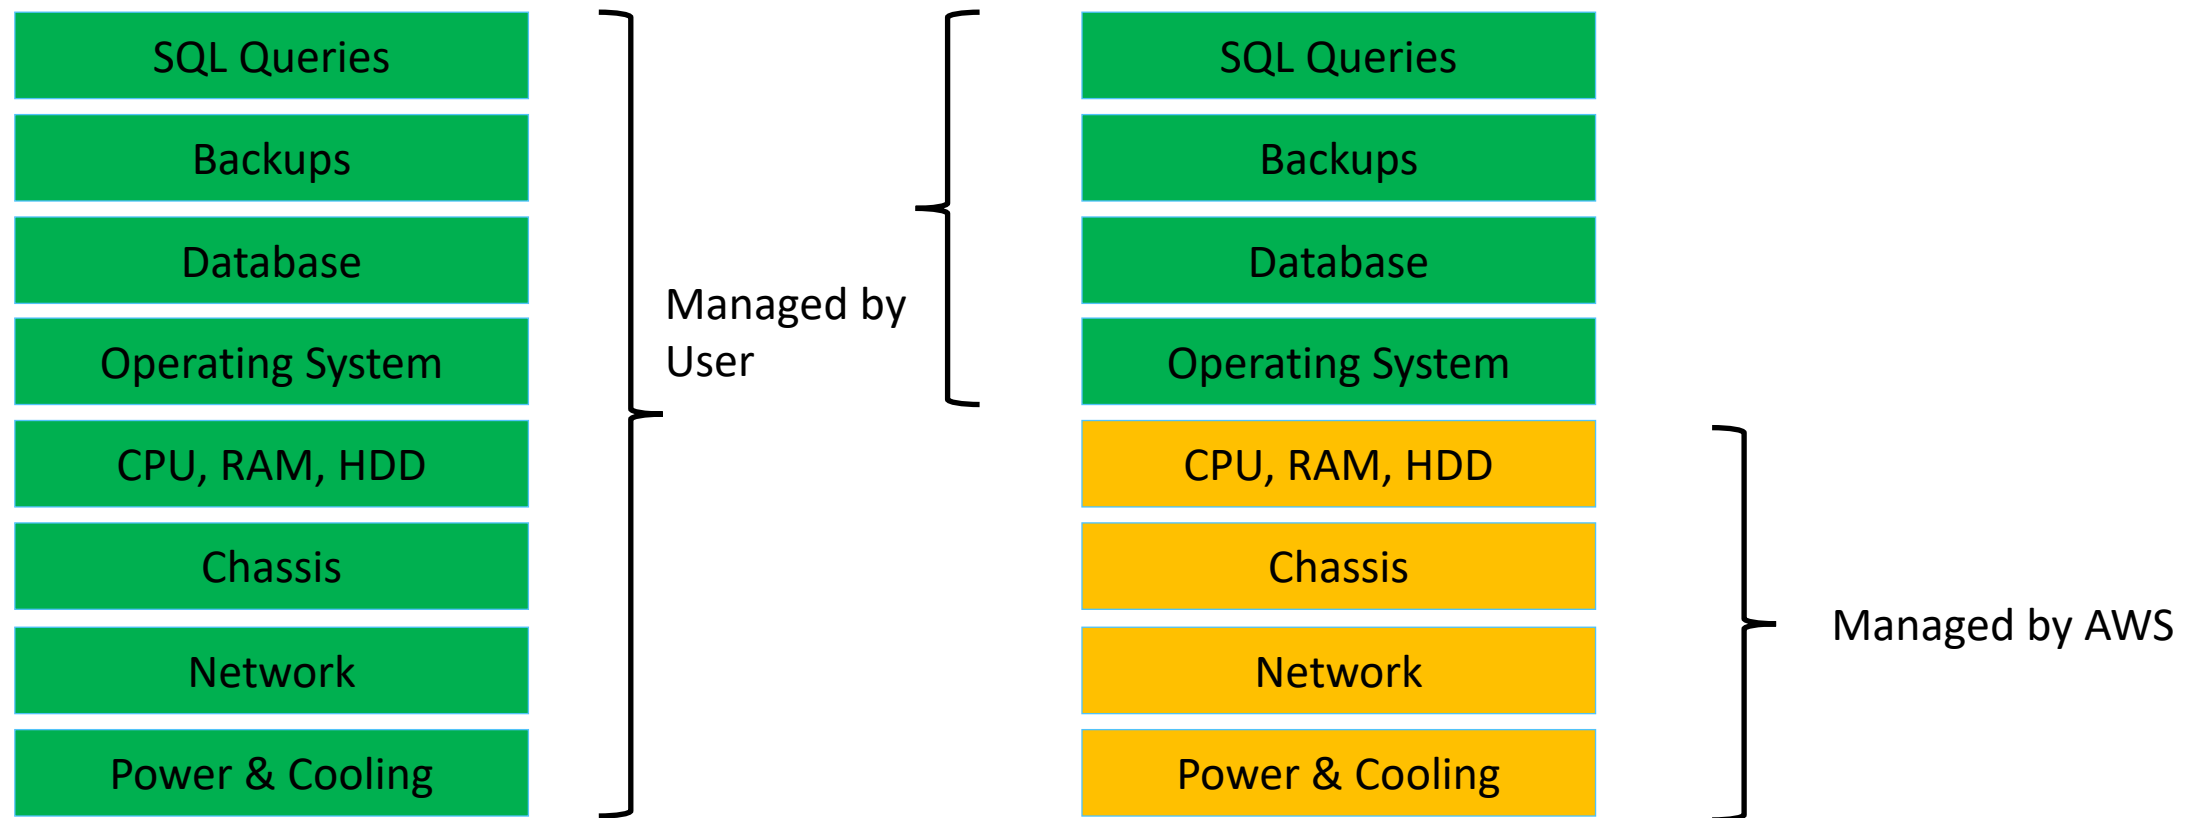 SQL Queries
Backups
Database
Operating System
CPU, RAM, HDD
Chassis
Network
Power & Cooling
Managed by
User
SQL Queries
Backups
Database
Operating System
CPU, RAM, HDD
Chassis
Network
Power & Cooling
Managed by AWS